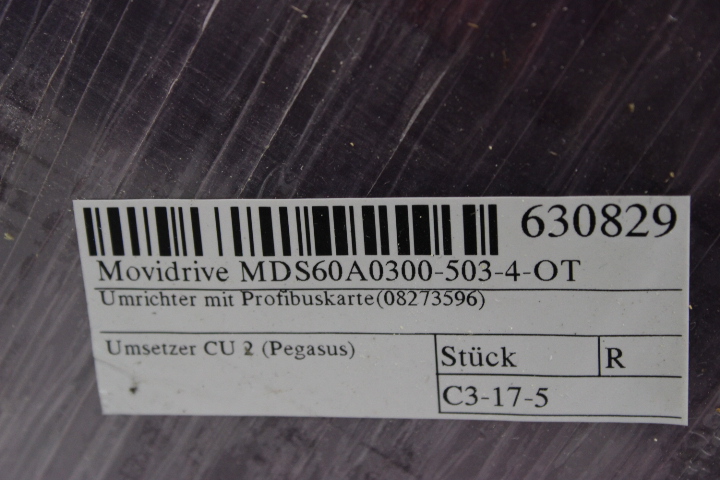 630829
Movidrive MDS60A0300-503-4-OT
Umrichter mit Profibuskarte(08273596)
Umsetzer CU 2 (Pegasus)
Stück R
C3-17-5